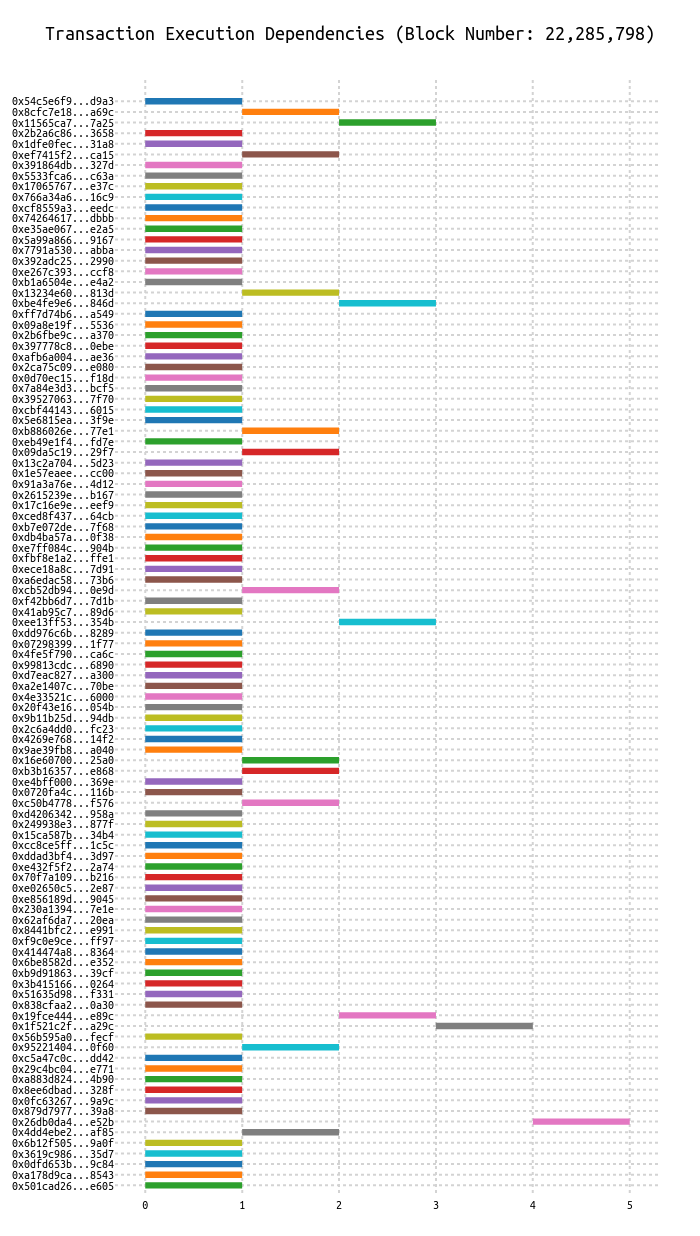 Transaction Execution Dependencies (Block Number: 22,285,798)
0x54c5e6f9...d9a3
0x8cfc7e18...a69c
0x11565ca7...7a25
0x2b2a6c86...3658
0x1dfe0fec...31a8
0xef7415f2...ca15
0x391864db...327d
0x5533fca6...c63a
0x17065767...e37c
0x766a34a6...16c9
0xcf8559a3...eedc
0x74264617...dbbb
0xe35ae067...e2a5
0x5a99a866...9167
0x7791a530...abba
0x392adc25...2990
0xe267c393...ccf8
0xb1a6504e...e4a2
0x13234e60...813d
0xbe4fe9e6...846d
0xff7d74b6...a549
0x09a8e19f...5536
0x2b6fbe9c...a370
0x397778c8...0ebe
0xafb6a004...ae36
0x2ca75c09...e080
0x0d70ec15...f18d
0x7a84e3d3...bcf5
0x39527063...7f70
0xcbf44143...6015
0x5e6815ea...3f9e
0xb886026e...77e1
0xeb49e1f4...fd7e
0x09da5c19...29f7
0x13c2a704...5d23
0x1e57eaee...cc00
0x91a3a76e...4d12
0x2615239e...b167
0x17c16e9e...eef9
0xced8f437...64cb
0xb7e072de...7f68
0xdb4ba57a...0f38
0xe7ff084c...904b
0xfbf8e1a2...ffe1
0xece18a8c...7d91
0xa6edac58...73b6
0xcb52db94...0e9d
0xf42bb6d7...7d1b
0x41ab95c7...89d6
0xee13ff53...354b
0xdd976c6b...8289
0x07298399...1f77
0x4fe5f790...ca6c
0x99813cdc...6890
0xd7eac827...a300
0xa2e1407c...70be
0x4e33521c...6000
0x20f43e16...054b
0x9b11b25d...94db
0x2c6a4dd0...fc23
0x4269e768...14f2
0x9ae39fb8...a040
0x16e60700...25a0
0xb3b16357...e868
0xe4bff000...369e
0x0720fa4c...116b
0xc50b4778...f576
0xd4206342...958a
0x249938e3...877f
0x15ca587b...34b4
0xcc8ce5ff...1c5c
0xddad3bf4...3d97
0xe432f5f2...2a74
0x70f7a109...b216
0xe02650c5...2e87
0xe856189d...9045
0x230a1394...7e1e
0x62af6da7...20ea
0x8441bfc2...e991
0xf9c0e9ce...ff97
0x414474a8...8364
0x6be8582d...e352
0xb9d91863...39cf
0x3b415166...0264
0x51635d98...f331
0x838cfaa2...0a30
0x19fce444...e89c
0x1f521c2f...a29c
0x56b595a0...fecf
0x95221404...0f60
0xc5a47c0c...dd42
0x29c4bc04...e771
0xa883d824...4b90
0x8ee6dbad...328f
0x0fc63267...9a9c
0x879d7977...39a8
0x26db0da4...e52b
0x4dd4ebe2...af85
0x6b12f505...9a0f
0x3619c986...35d7
0x0dfd653b...9c84
0xa178d9ca...8543
0x501cad26...e605
0 1 2 3 4 5